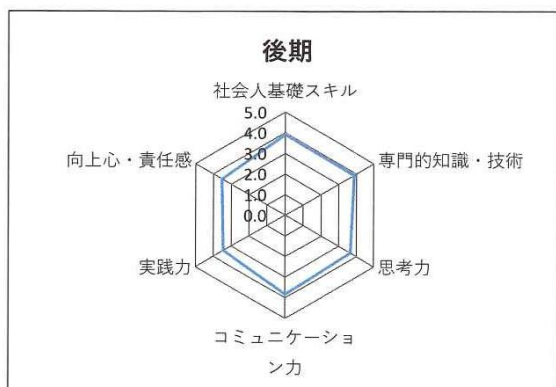 後期
社会人基礎スキル
5.0
4.0
3.0
2.0
1.0
0.0
向上心・責任感
専門的知識・技術
実践力
思考力
コミュニケーショ
ン力